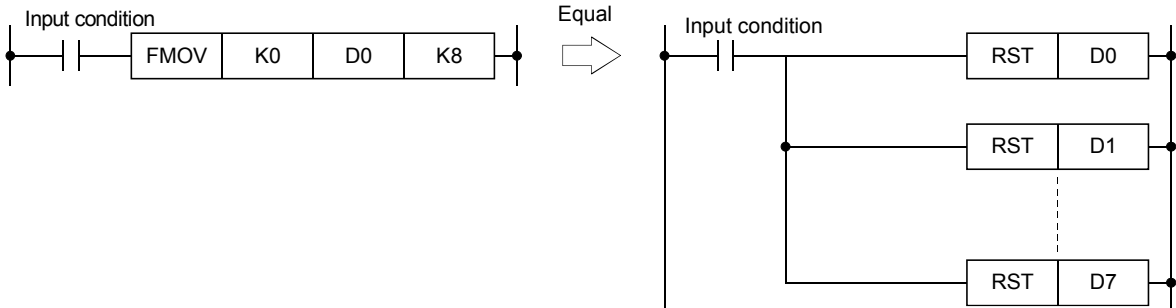 Input condition
FMOV K0 D0 K8
Equal
Input condition
RST D0
RST D1
RST D7